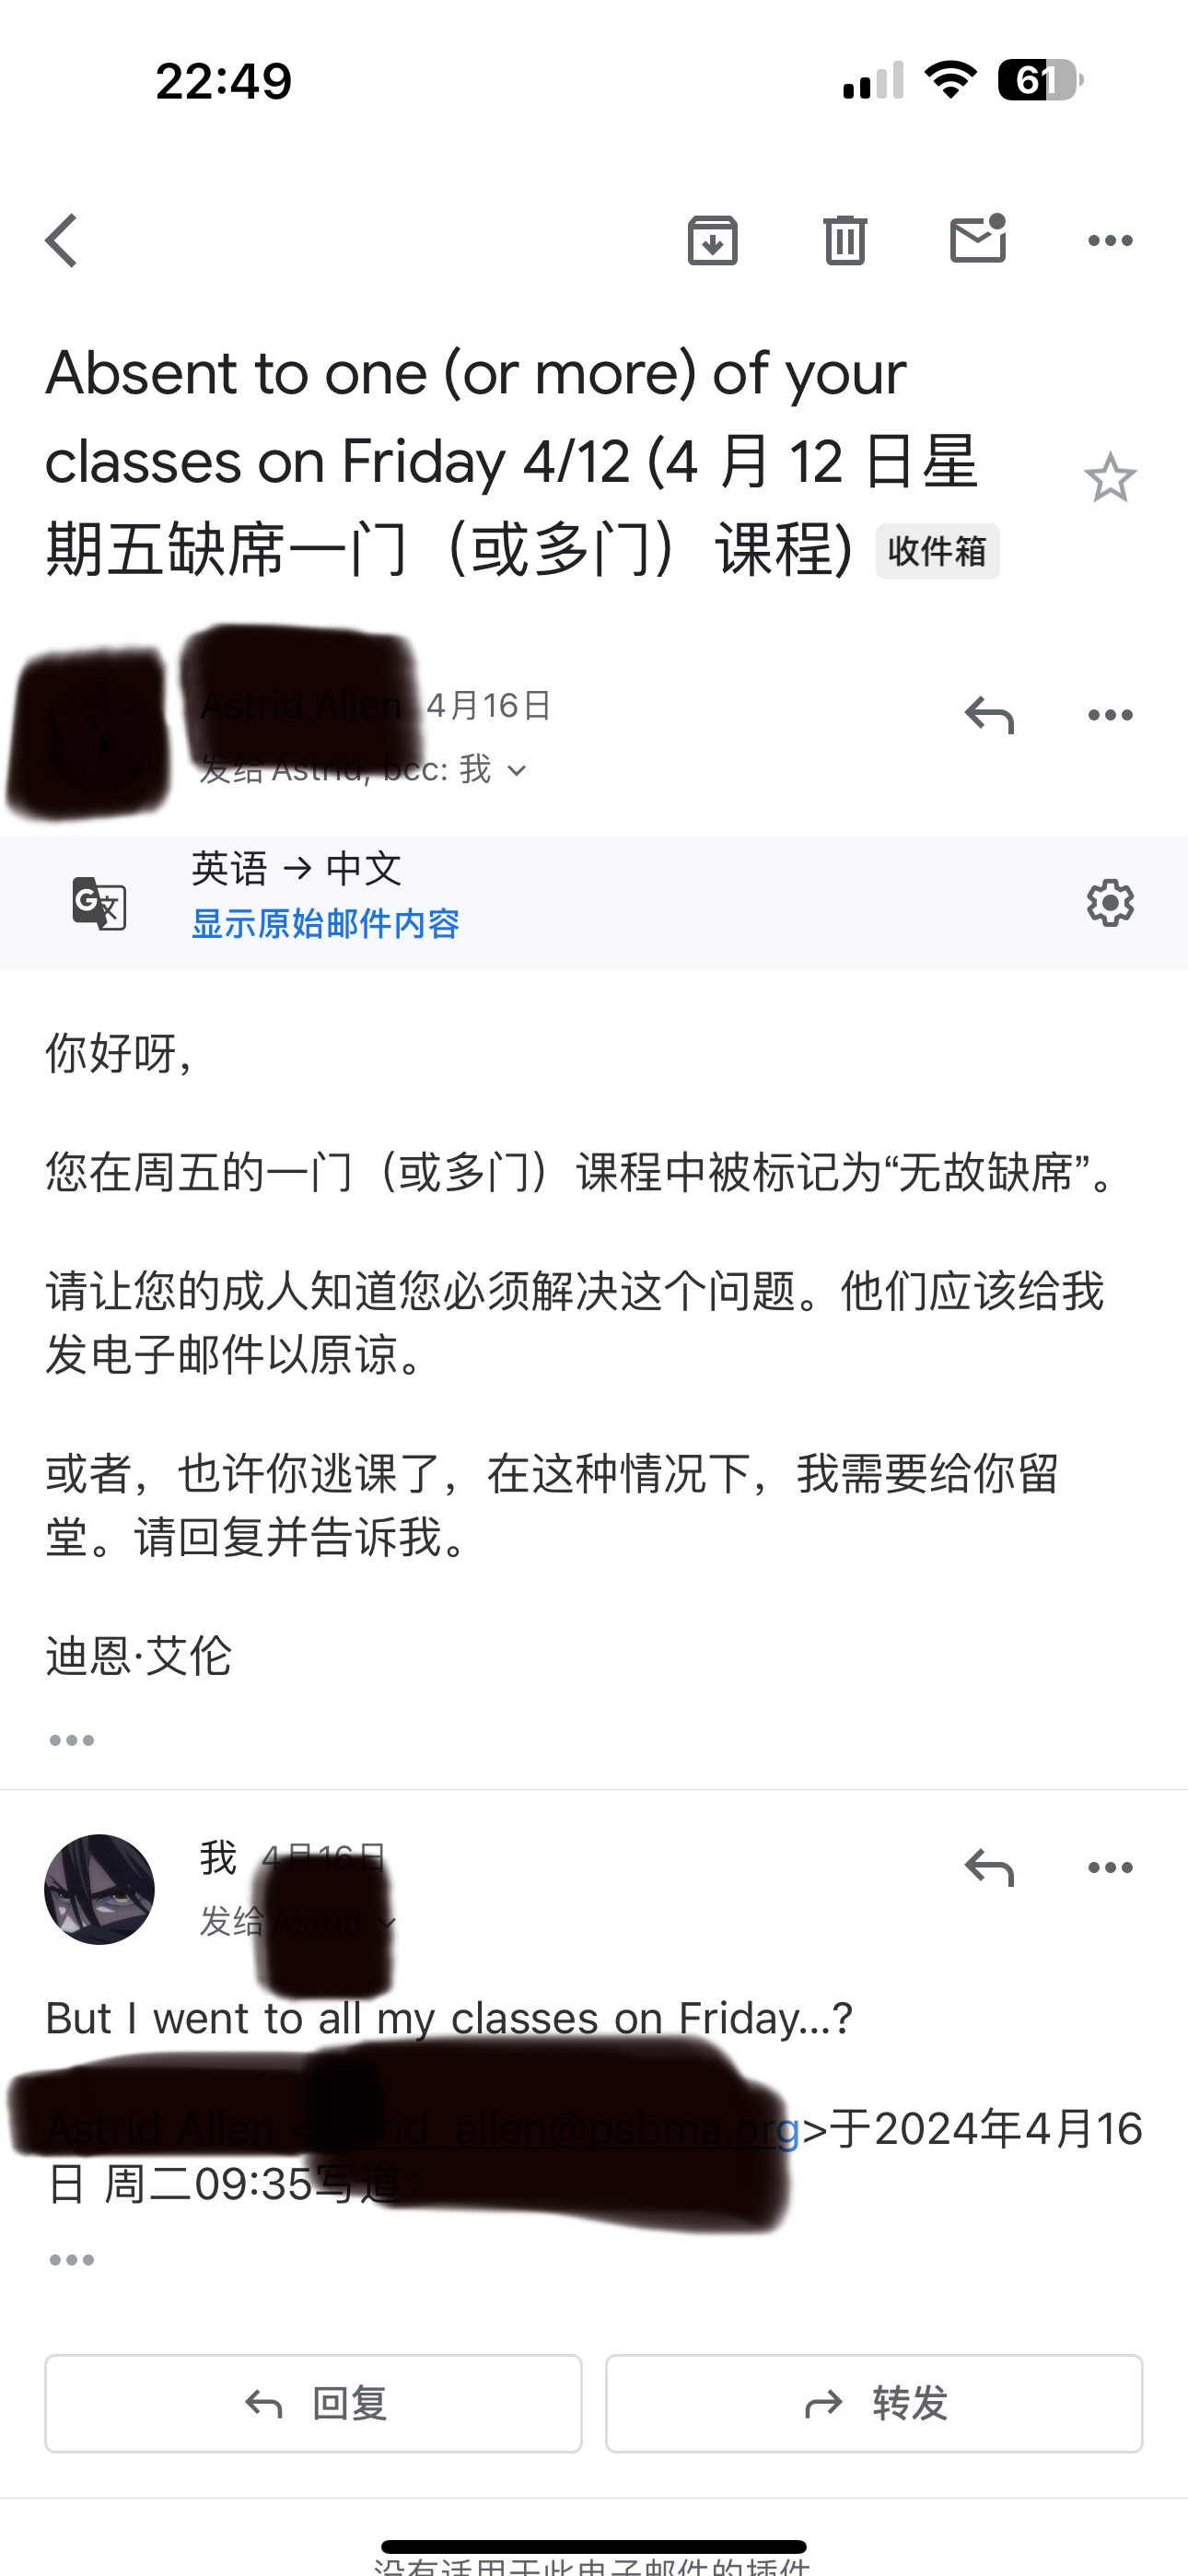 22:49
61
Absent to one (or more) of your
classes on Friday 4/12 (4 月 12 日星
期五缺席一门（或多门）课程) 收件箱
4月16日
发给 bcc: 我
英语 → 中文
显示原始邮件内容
你好呀，
您在周五的一门（或多门）课程中被标记为“无故缺席”。
请让您的成人知道您必须解决这个问题。他们应该给我
发电子邮件以原谅。
或者，也许你逃课了，在这种情况下，我需要给你留
堂。请回复并告诉我。
迪恩·艾伦
我 4月16日
发给
But I went to all my classes on Friday...?
>于2024年4月16
日 周二09:35写道
回复
转发
没有适用于此电子邮件的插件